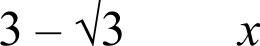 3 – √3 x